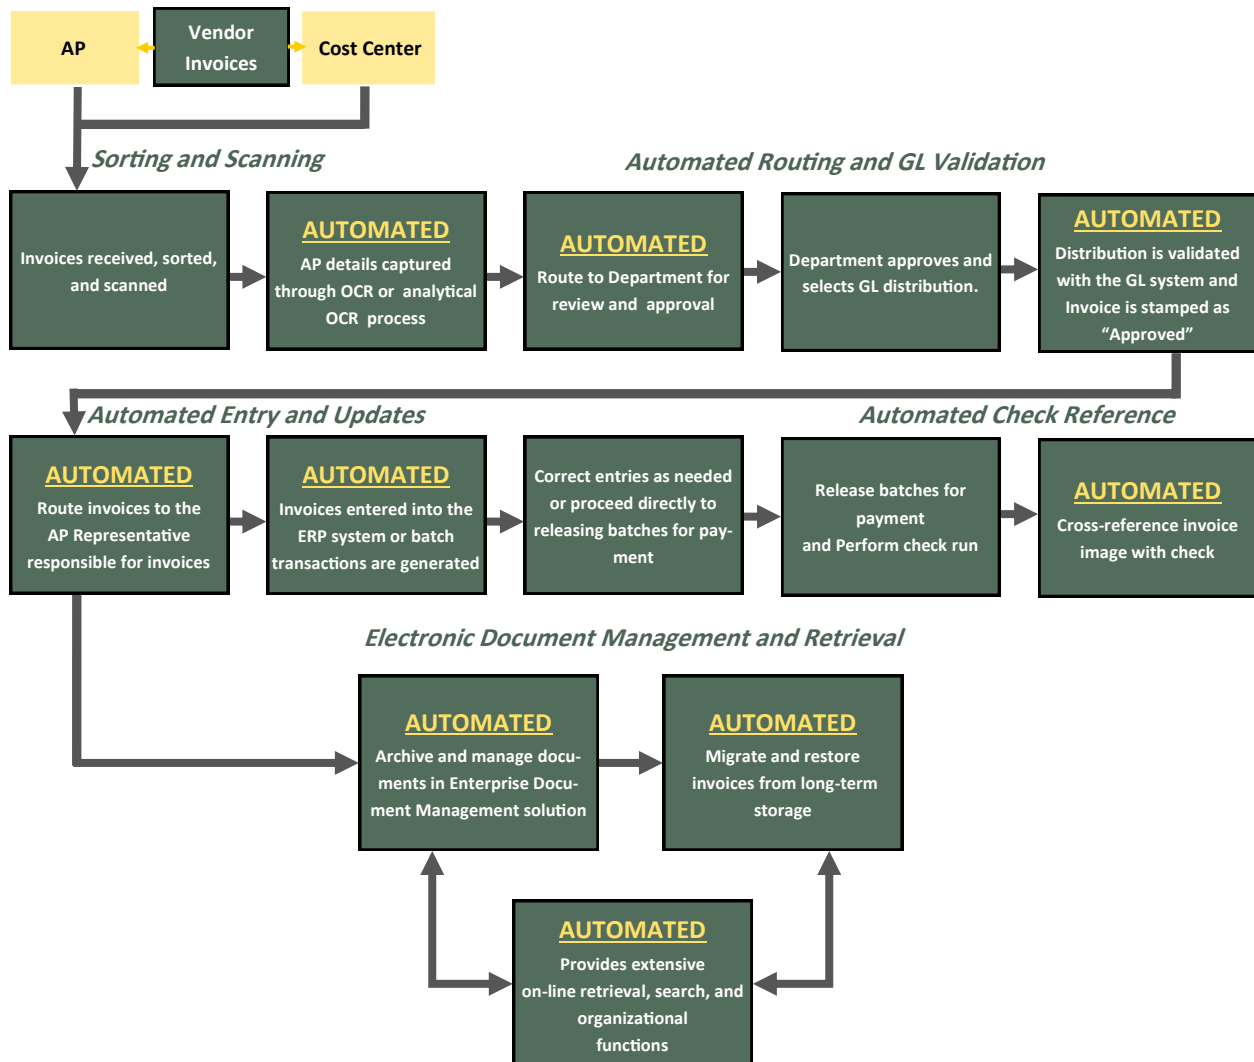 AP
Vendor
Invoices
Cost Center
Sorting and Scanning
Automated Routing and GL Validation
Invoices received, sorted,
and scanned
AUTOMATED
AP details captured
through OCR or analytical
OCR process
AUTOMATED
Route to Department for
review and approval
Department approves and
selects GL distribution.
AUTOMATED
Distribution is validated
with the GL system and
Invoice is stamped as
“Approved”
Automated Entry and Updates
Automated Check Reference
AUTOMATED
Route invoices to the
AP Representative
responsible for invoices
AUTOMATED
Invoices entered into the
ERP system or batch
transactions are generated
Correct entries as needed
or proceed directly to
releasing batches for pay-
ment
Release batches for
payment
and Perform check run
AUTOMATED
Cross-reference invoice
image with check
Electronic Document Management and Retrieval
AUTOMATED
Archive and manage docu-
ments in Enterprise Docu-
ment Management solution
AUTOMATED
Migrate and restore
invoices from long-term
storage
AUTOMATED
Provides extensive
on-line retrieval, search, and
organizational
functions